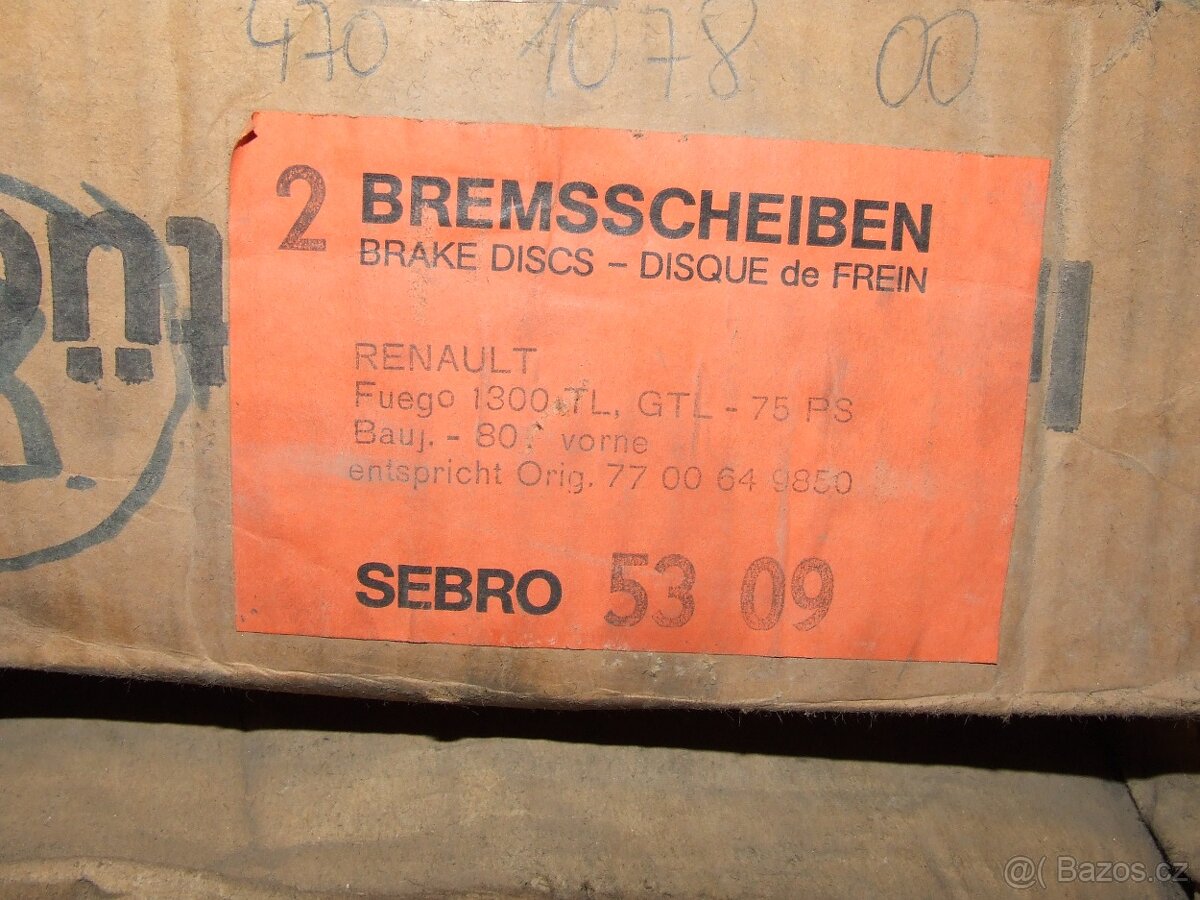 470 1078 00
2 BREMSSCHEIBEN
BRAKE DISCS - DISQUE de FREIN
RENAULT
Fuego 1300 TL, GTL - 75 PS
Bauj. - 80 vorne
entspricht Orig. 77 00 64 9850
SEBRO 53 09
@( Bazos.cz